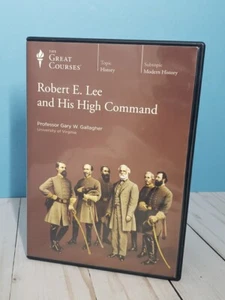 THE
GREAT
COURSES
Topic
History
Subtopic
Modern History
Robert E. Lee
and His High Command
Professor Gary W. Gallagher
University of Virginia